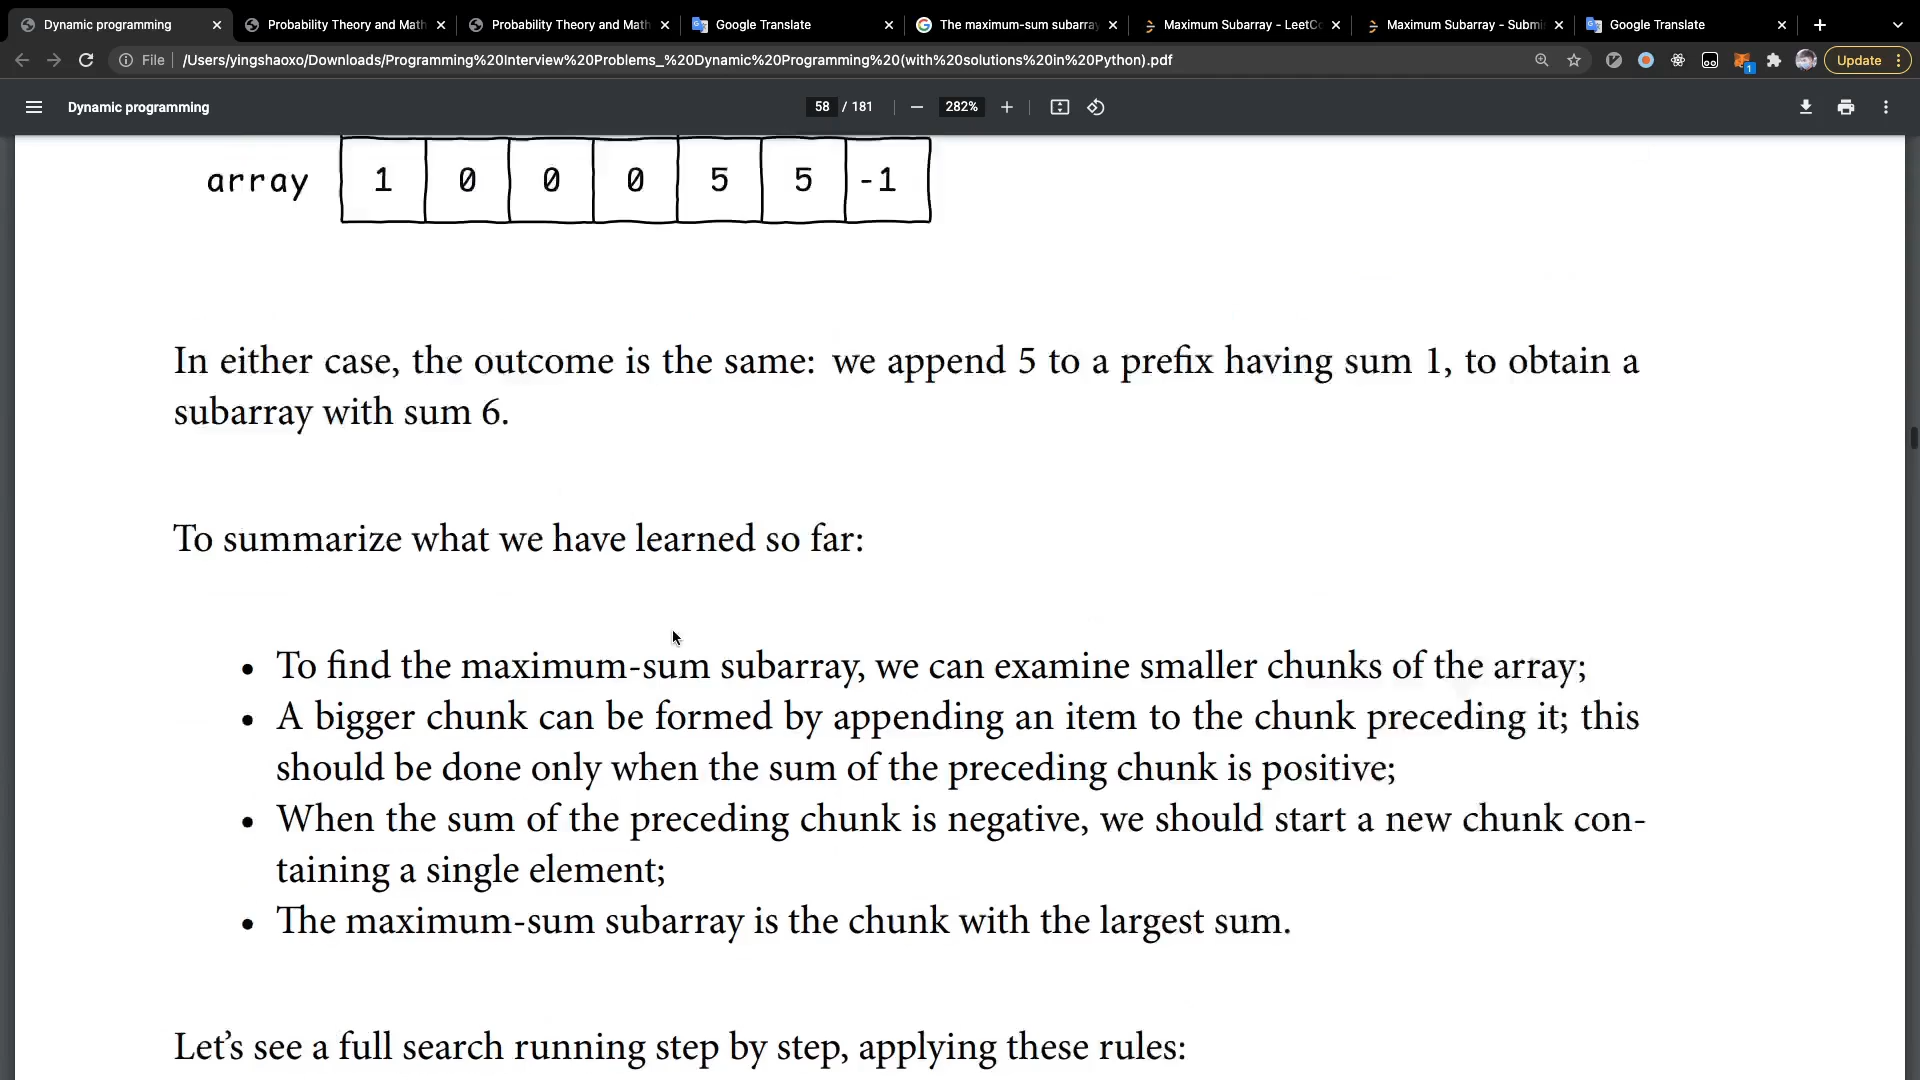 Dynamic programming
Probability Theory and Math
Probability Theory and Math
Google Translate
The maximum-sum subarray
Maximum Subarray - LeetCo
Maximum Subarray - Submi
Google Translate
File
/Users/yingshaoxo/Downloads/Programming%20Interview%20Problems_%20Dynamic%20Programming%20(with%20solutions%20in%20Python).pdf
1
Update
Dynamic programming
58 / 181
282%
array 1 0 0 0 5 5 -1
In either case, the outcome is the same: we append 5 to a prefix having sum 1, to obtain a
subarray with sum 6.
To summarize what we have learned so far:
• To find the maximum-sum subarray, we can examine smaller chunks of the array;
• A bigger chunk can be formed by appending an item to the chunk preceding it; this
should be done only when the sum of the preceding chunk is positive;
• When the sum of the preceding chunk is negative, we should start a new chunk con-
taining a single element;
• The maximum-sum subarray is the chunk with the largest sum.
Let's see a full search running step by step, applying these rules: